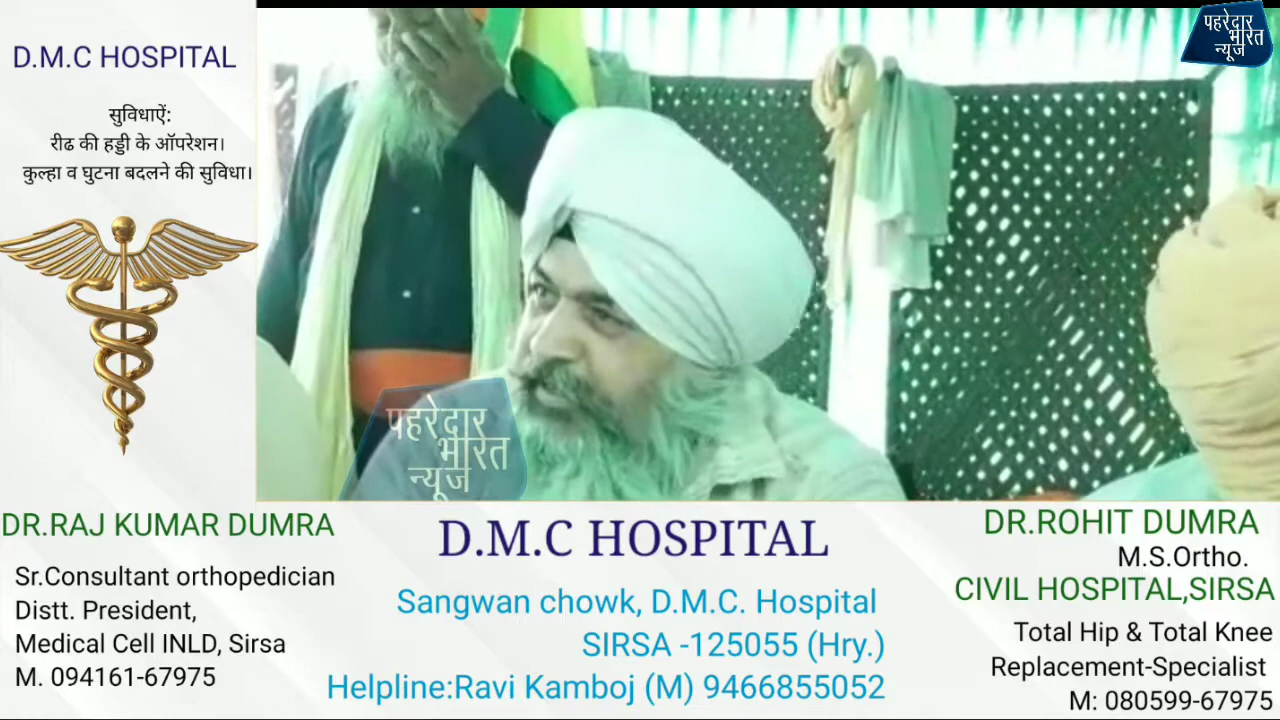 D.M.C HOSPITAL
सुविधाऐं:
रीढ की हड्डी के ऑपरेशन।
कुल्हा व घुटना बदलने की सुविधा।
पहरेदार
भारत
न्यूज
पहरेदार
भारत
न्यूज
DR.RAJ KUMAR DUMRA
Sr.Consultant orthopedician
Distt. President,
Medical Cell INLD, Sirsa
M. 094161-67975
D.M.C HOSPITAL
Sangwan chowk, D.M.C. Hospital
SIRSA -125055 (Hry.)
Helpline:Ravi Kamboj (M) 9466855052
DR.ROHIT DUMRA
M.S.Ortho.
CIVIL HOSPITAL,SIRSA
Total Hip & Total Knee
Replacement-Specialist
M: 080599-67975